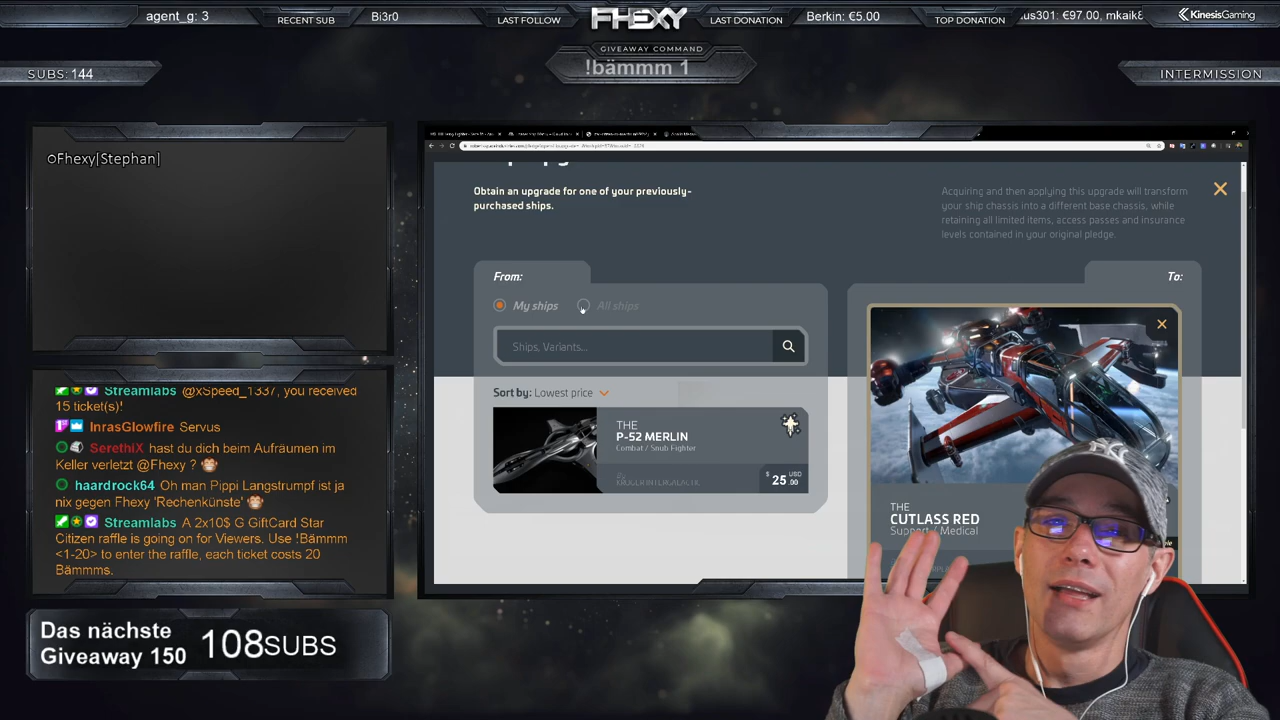 agent_g: 3
RECENT SUB
Bi3r0
LAST FOLLOW
FHEXY
LAST DONATION
Berkin: €5.00
TOP DONATION
us301: €97.00, mkaik8
KinesisGaming
GIVEAWAY COMMAND
!bämmm 1
SUBS: 144
INTERMISSION
Fhexy[Stephan]
Streamlabs @xSpeed_1337, you received
15 ticket(s)!
InrasGlowfire Servus
SerethiX hast du dich beim Aufräumen im
Keller verletzt @Fhexy ?
haardrock64 Oh man Pippi Langstrumpf ist ja
nix gegen Fhexy 'Rechenkünste'
Streamlabs A 2x10$ G GiftCard Star
Citizen raffle is going on for Viewers. Use !Bämmm
<1-20> to enter the raffle, each ticket costs 20
Bämmms.
Das nächste
Giveaway 150
108SUBS
Obtain an upgrade for one of your previously-
purchased ships.
Acquiring and then applying this upgrade will transform
your ship chassis into a different base chassis, while
retaining all limited items, access passes and insurance
levels contained in your original pledge.
From:
My ships
All ships
Ships, Variants...
Sort by: Lowest price
THE
P-52 MERLIN
Combat / Snub Fighter
KRUGER INTERGALACTIC
$ 25 USD .00
To:
THE
CUTLASS RED
Support / Medical